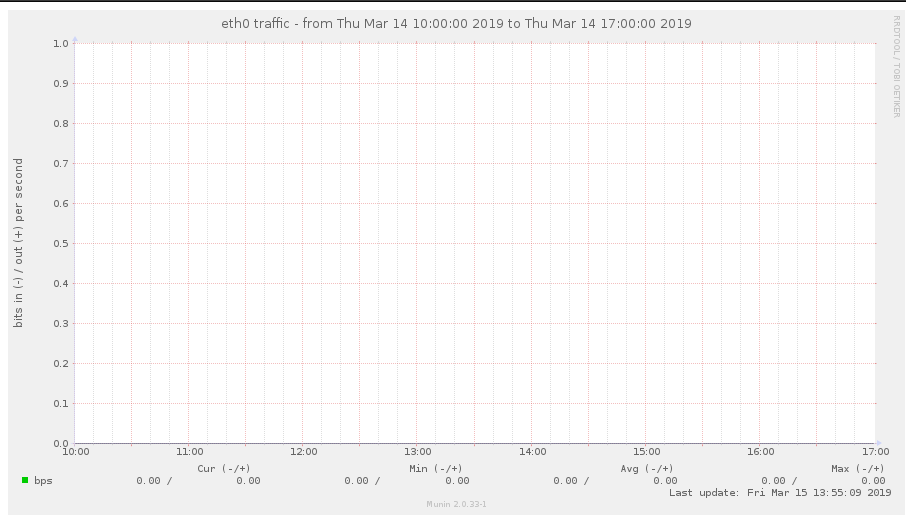 eth0 traffic - from Thu Mar 14 10:00:00 2019 to Thu Mar 14 17:00:00 2019
RRDTOOL / TOBI OETIKER
bits in (-) / out (+) per second
1.0
0.9
0.8
0.7
0.6
0.5
0.4
0.3
0.2
0.1
0.0
10:00 11:00 12:00 13:00 14:00 15:00 16:00 17:00
Cur (-/+) Min (-/+) Avg (-/+) Max (-/+)
bps 0.00 / 0.00 0.00 / 0.00 0.00 / 0.00 0.00 / 0.00
Last update: Fri Mar 15 13:55:09 2019
Munin 2.0.33-1